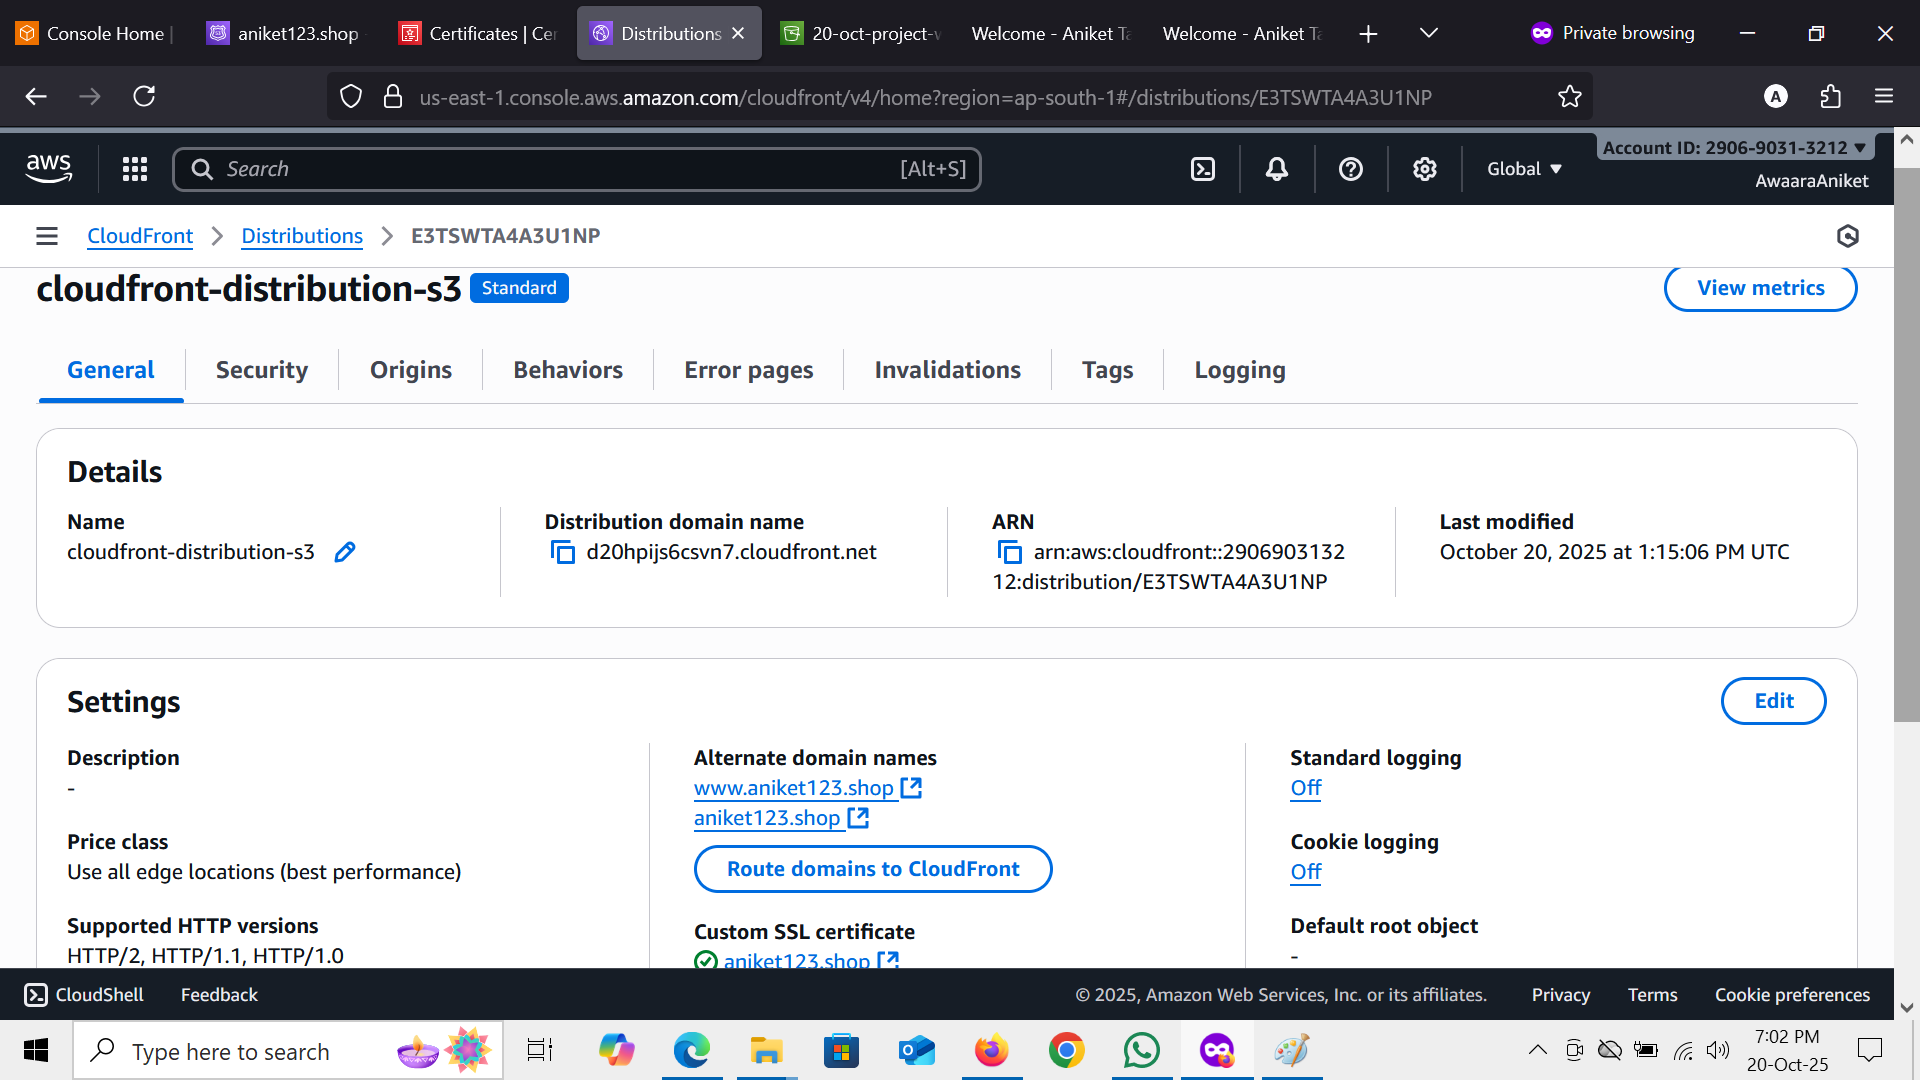 Console Home
aniket123.shop
Certificates | Cer
Distributions
20-oct-project-w
Welcome - Aniket Ta
Welcome - Aniket Ta
Private browsing
us-east-1.console.aws.amazon.com/cloudfront/v4/home?region=ap-south-1#/distributions/E3TSWTA4A3U1NP
A
aws
Search
[Alt+S]
Global
Account ID: 2906-9031-3212
AwaaraAniket
CloudFront
Distributions
E3TSWTA4A3U1NP
cloudfront-distribution-s3
Standard
View metrics
General
Security
Origins
Behaviors
Error pages
Invalidations
Tags
Logging
Details
Name
cloudfront-distribution-s3
Distribution domain name
d20hpijs6csvn7.cloudfront.net
ARN
arn:aws:cloudfront::2906903132
12:distribution/E3TSWTA4A3U1NP
Last modified
October 20, 2025 at 1:15:06 PM UTC
Settings
Edit
Description
-
Price class
Use all edge locations (best performance)
Supported HTTP versions
HTTP/2, HTTP/1.1, HTTP/1.0
Alternate domain names
www.aniket123.shop
aniket123.shop
Route domains to CloudFront
Custom SSL certificate
aniket123.shop
Standard logging
Off
Cookie logging
Off
Default root object
-
CloudShell
Feedback
© 2025, Amazon Web Services, Inc. or its affiliates.
Privacy
Terms
Cookie preferences
Type here to search
7:02 PM
20-Oct-25